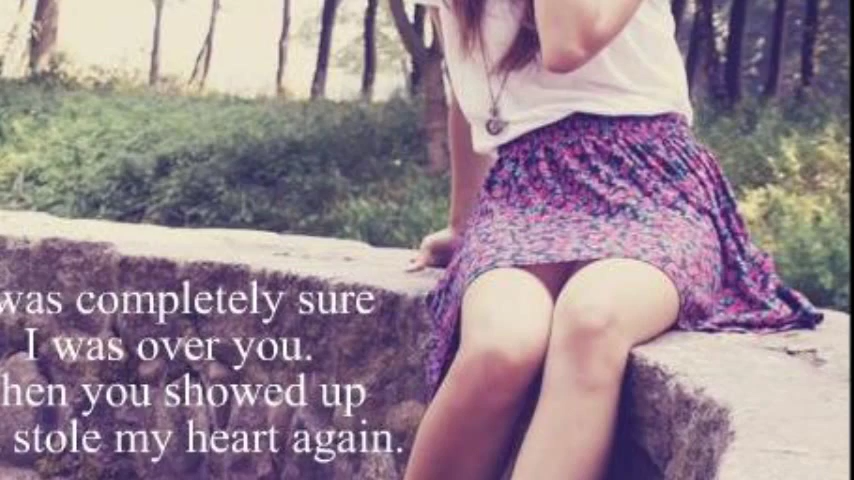 was completely sure
I was over you.
hen you showed up
stole my heart again.